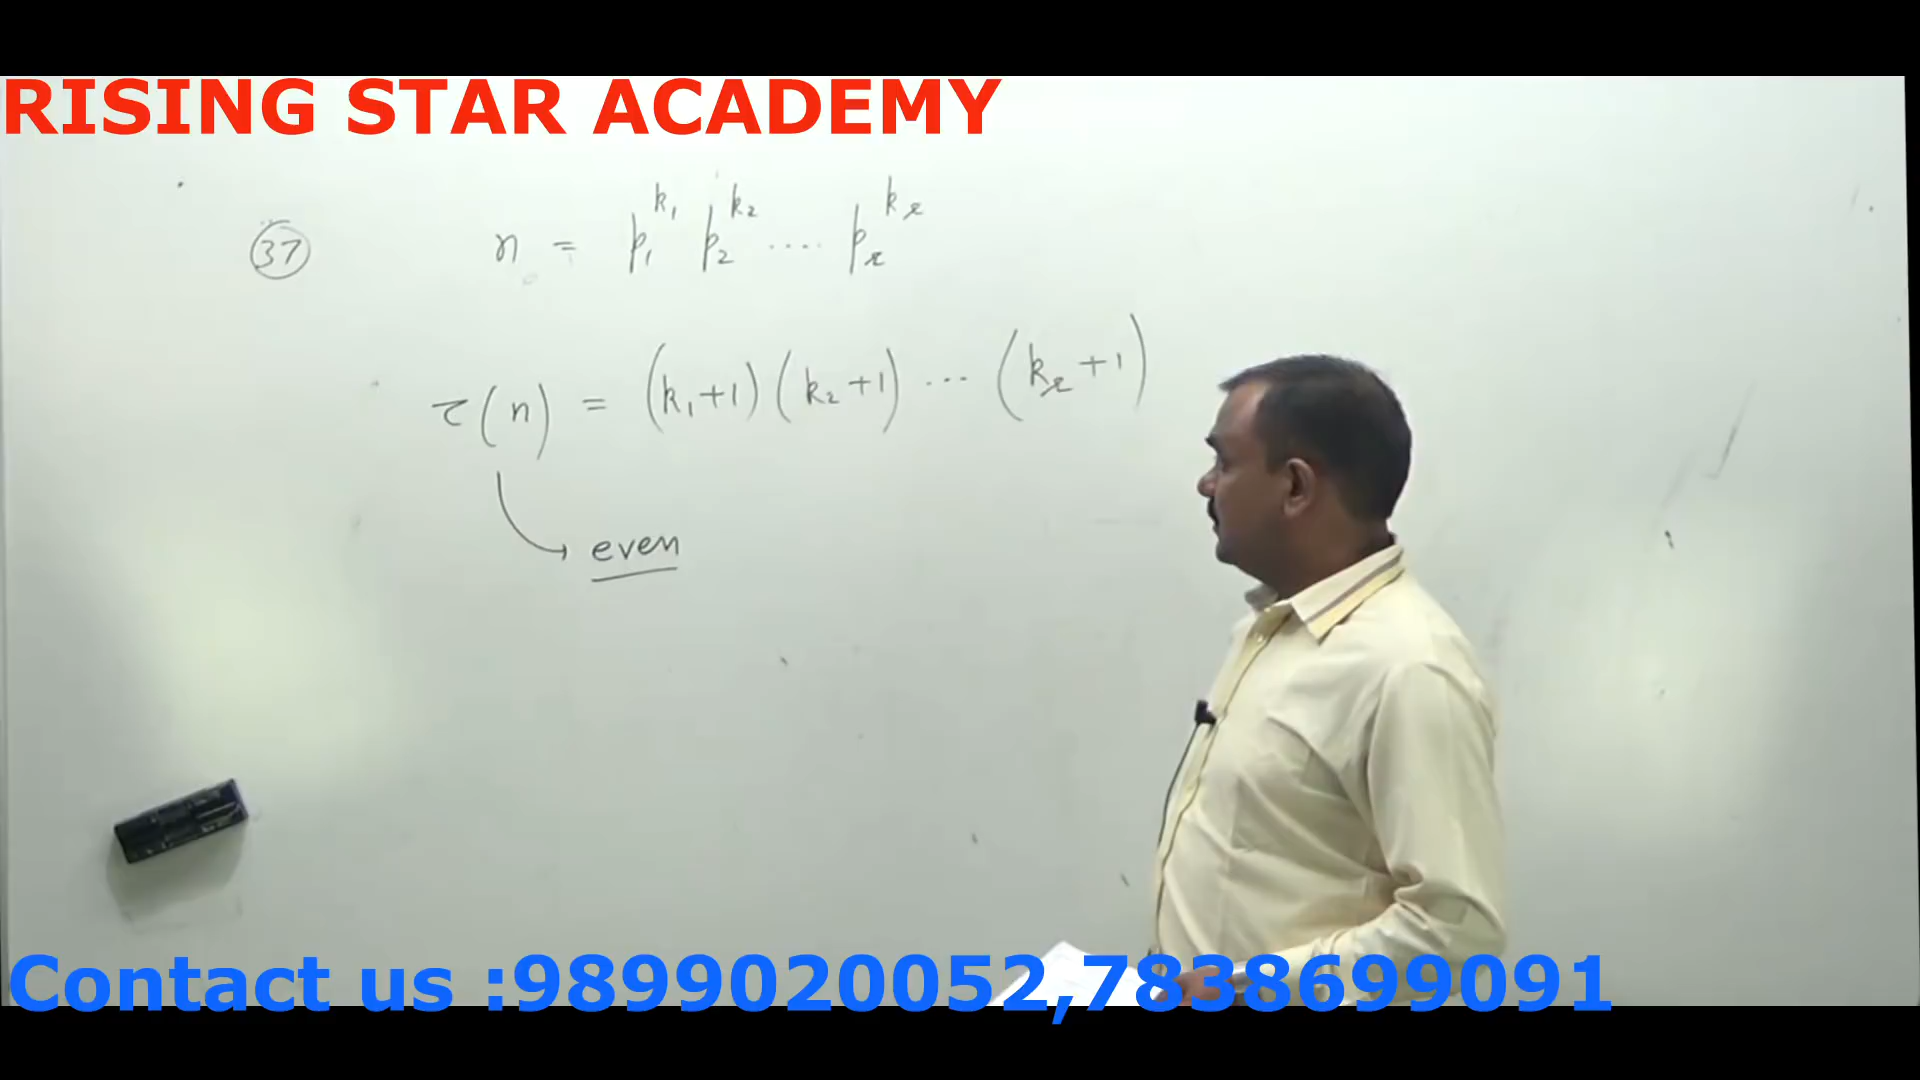 RISING STAR ACADEMY
37 n = p₁^k₁ p₂^k₂ .... pᵣ^kᵣ
τ(n) = (k₁+1)(k₂+1) ... (kᵣ+1)
even
Contact us :9899020052,7838699091